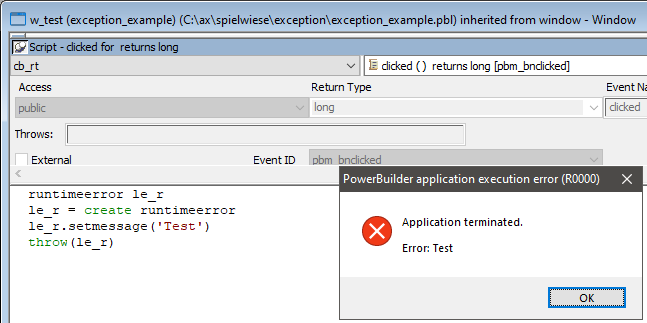 w_test (exception_example) (C:\ax\spielwiese\exception\exception_example.pbl) inherited from window - Window
Script - clicked for returns long
cb_rt
clicked ( ) returns long [pbm_bnclicked]
Access
Return Type
Event Na
public
long
clicked
Throws:
External
Event ID
pbm_bnclicked
runtimeerror le_r
le_r = create runtimeerror
le_r.setmessage('Test')
throw(le_r)
PowerBuilder application execution error (R0000)
Application terminated.
Error: Test
OK